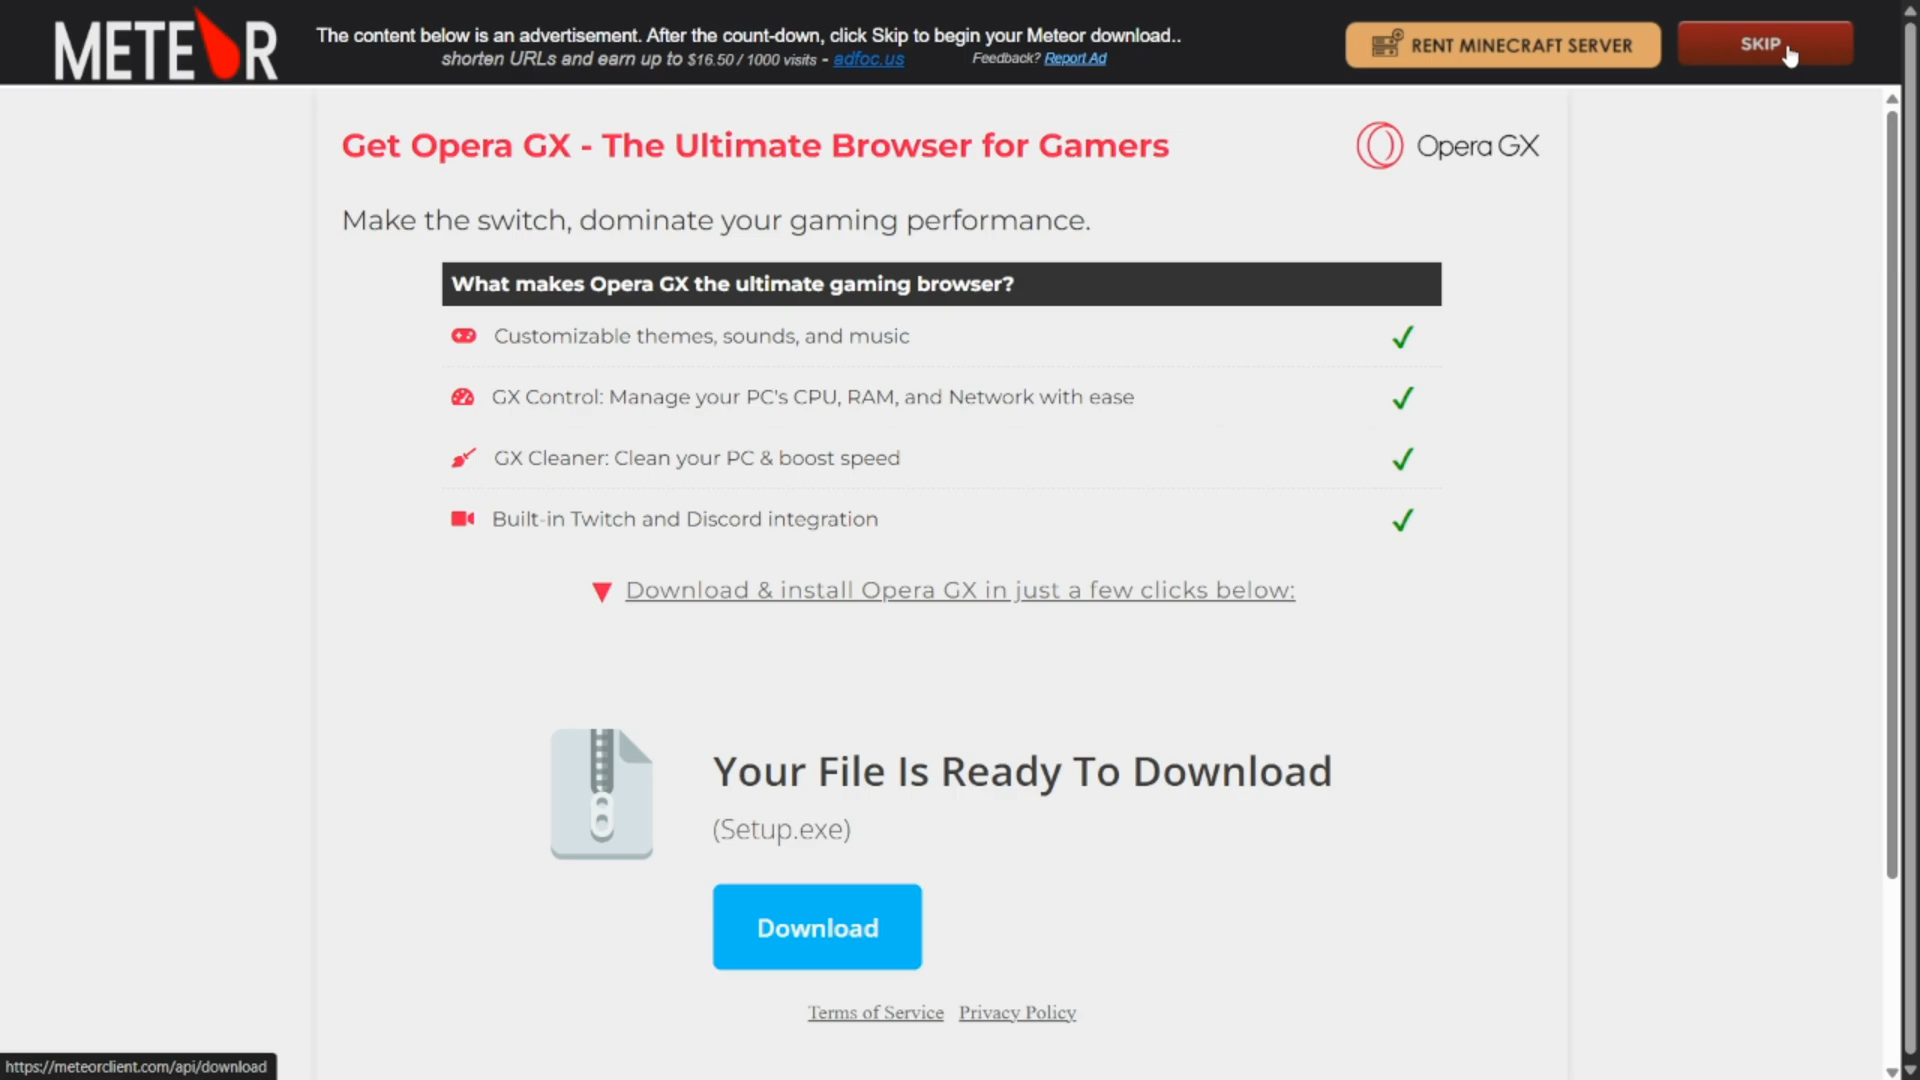 METEOR
The content below is an advertisement. After the count-down, click Skip to begin your Meteor download..
shorten URLs and earn up to $16.50 / 1000 visits - adfoc.us
Feedback? Report Ad
RENT MINECRAFT SERVER
SKIP
Get Opera GX - The Ultimate Browser for Gamers
Opera GX
Make the switch, dominate your gaming performance.
What makes Opera GX the ultimate gaming browser?
Customizable themes, sounds, and music
GX Control: Manage your PC's CPU, RAM, and Network with ease
GX Cleaner: Clean your PC & boost speed
Built-in Twitch and Discord integration
Download & install Opera GX in just a few clicks below:
Your File Is Ready To Download
(Setup.exe)
Download
Terms of Service Privacy Policy
https://meteorclient.com/api/download